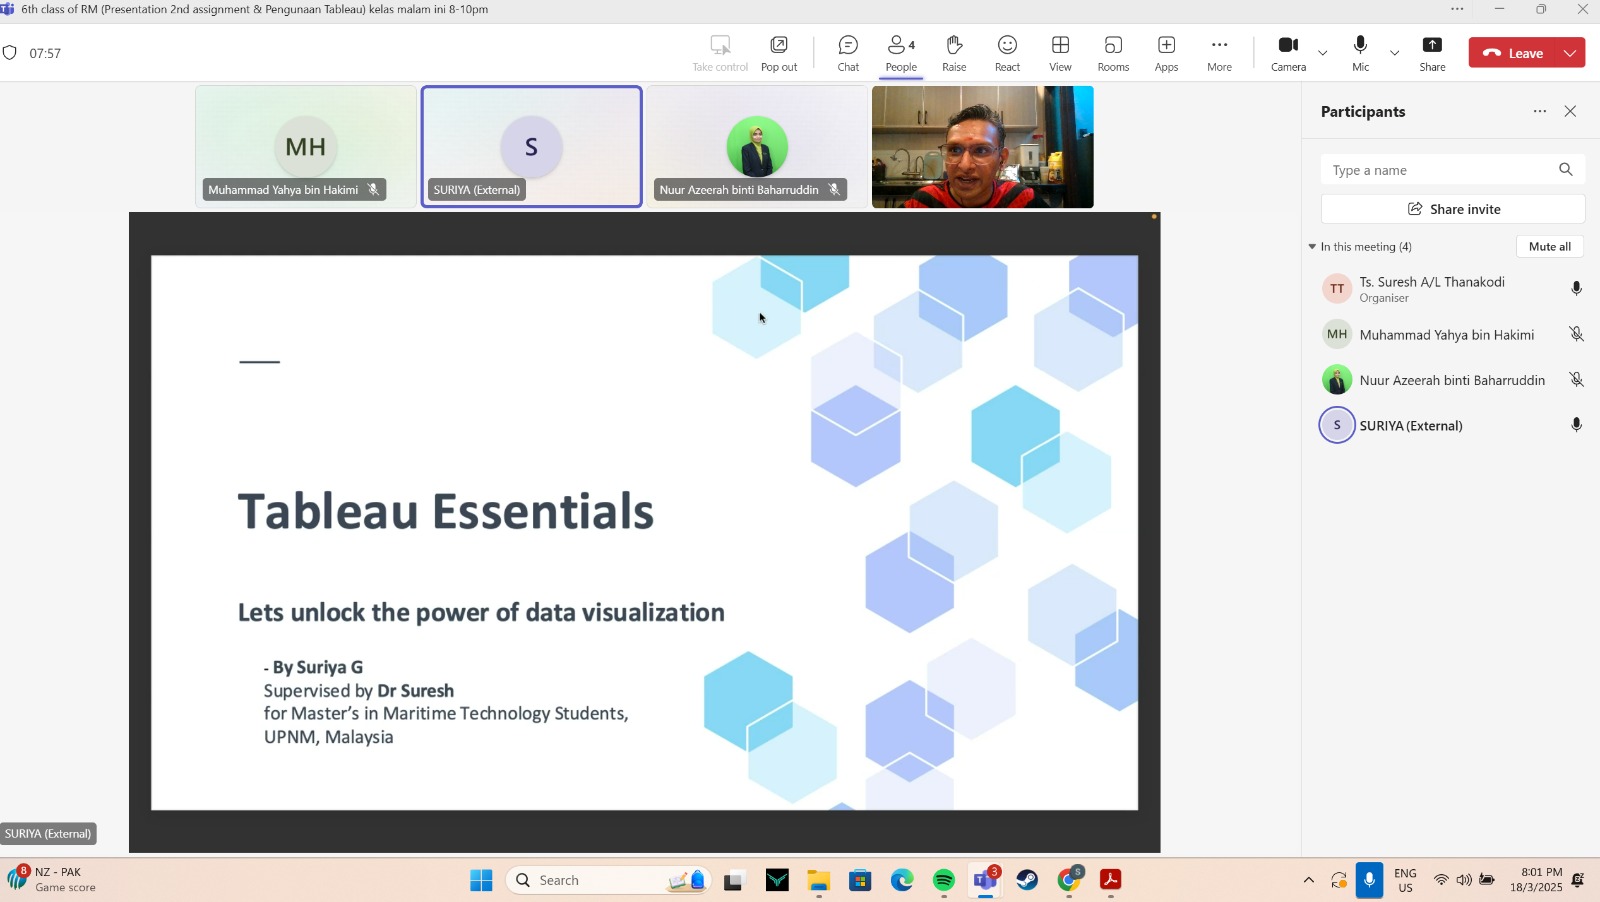 6th class of RM (Presentation 2nd assignment & Pengunaan Tableau) kelas malam ini 8-10pm
07:57
Take control
Pop out
Chat
4
People
Raise
React
View
Rooms
Apps
More
Camera
Mic
Share
Leave
MH
Muhammad Yahya bin Hakimi
S
SURIYA (External)
Nuur Azeerah binti Baharruddin
Participants
Type a name
Share invite
In this meeting (4)
Mute all
TT
Ts. Suresh A/L Thanakodi
Organiser
MH
Muhammad Yahya bin Hakimi
Nuur Azeerah binti Baharruddin
S
SURIYA (External)
Tableau Essentials
Lets unlock the power of data visualization
- By Suriya G
Supervised by Dr Suresh
for Master's in Maritime Technology Students,
UPNM, Malaysia
SURIYA (External)
8
NZ - PAK
Game score
Search
3
S
ENG
US
8:01 PM
18/3/2025